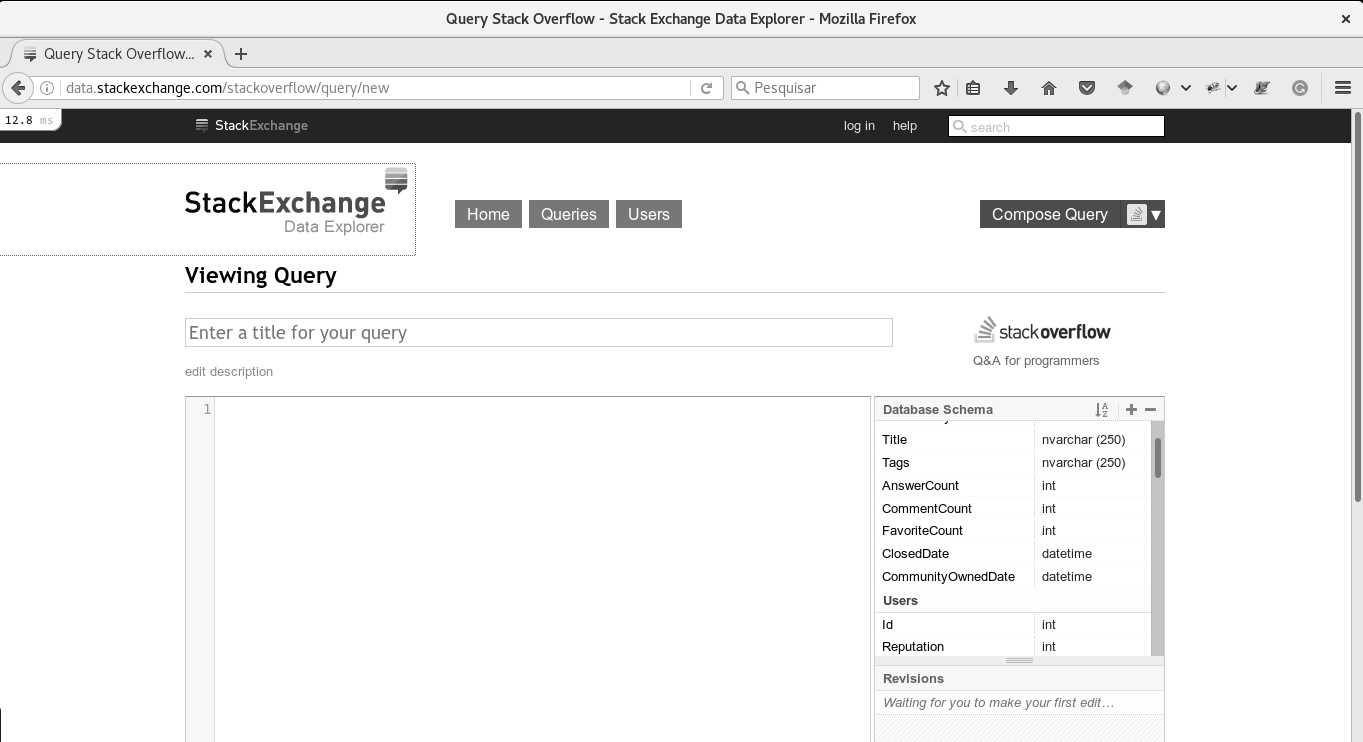 Query Stack Overflow - Stack Exchange Data Explorer - Mozilla Firefox
Query Stack Overflow...
data.stackexchange.com/stackoverflow/query/new
Pesquisar
12.8 ms
StackExchange
log in
help
search
StackExchange
Data Explorer
Home
Queries
Users
Compose Query
Viewing Query
Enter a title for your query
stackoverflow
Q&A for programmers
edit description
1
Database Schema
Title nvarchar (250)
Tags nvarchar (250)
AnswerCount int
CommentCount int
FavoriteCount int
ClosedDate datetime
CommunityOwnedDate datetime
Users
Id int
Reputation int
Revisions
Waiting for you to make your first edit…